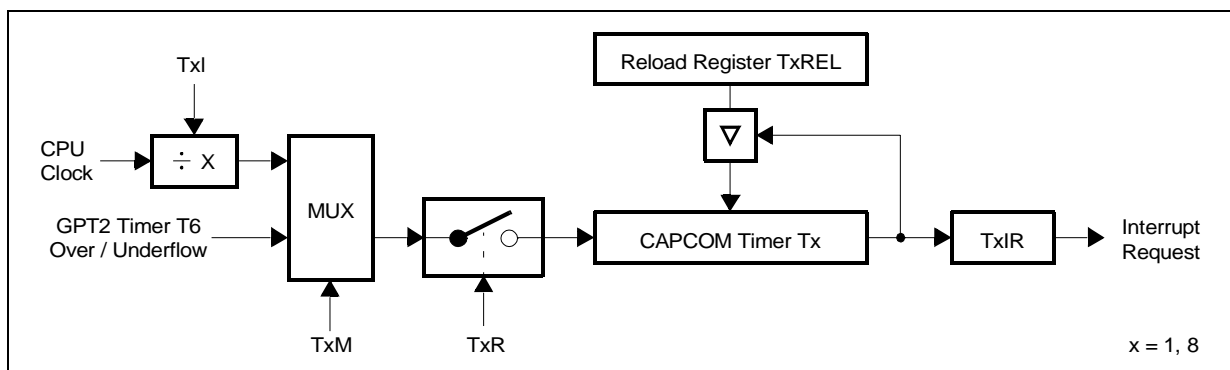 Reload Register TxREL
TxI
CPU
Clock
÷ X
MUX
GPT2 Timer T6
Over / Underflow
CAPCOM Timer Tx
TxIR
Interrupt
Request
TxM
TxR
x = 1, 8